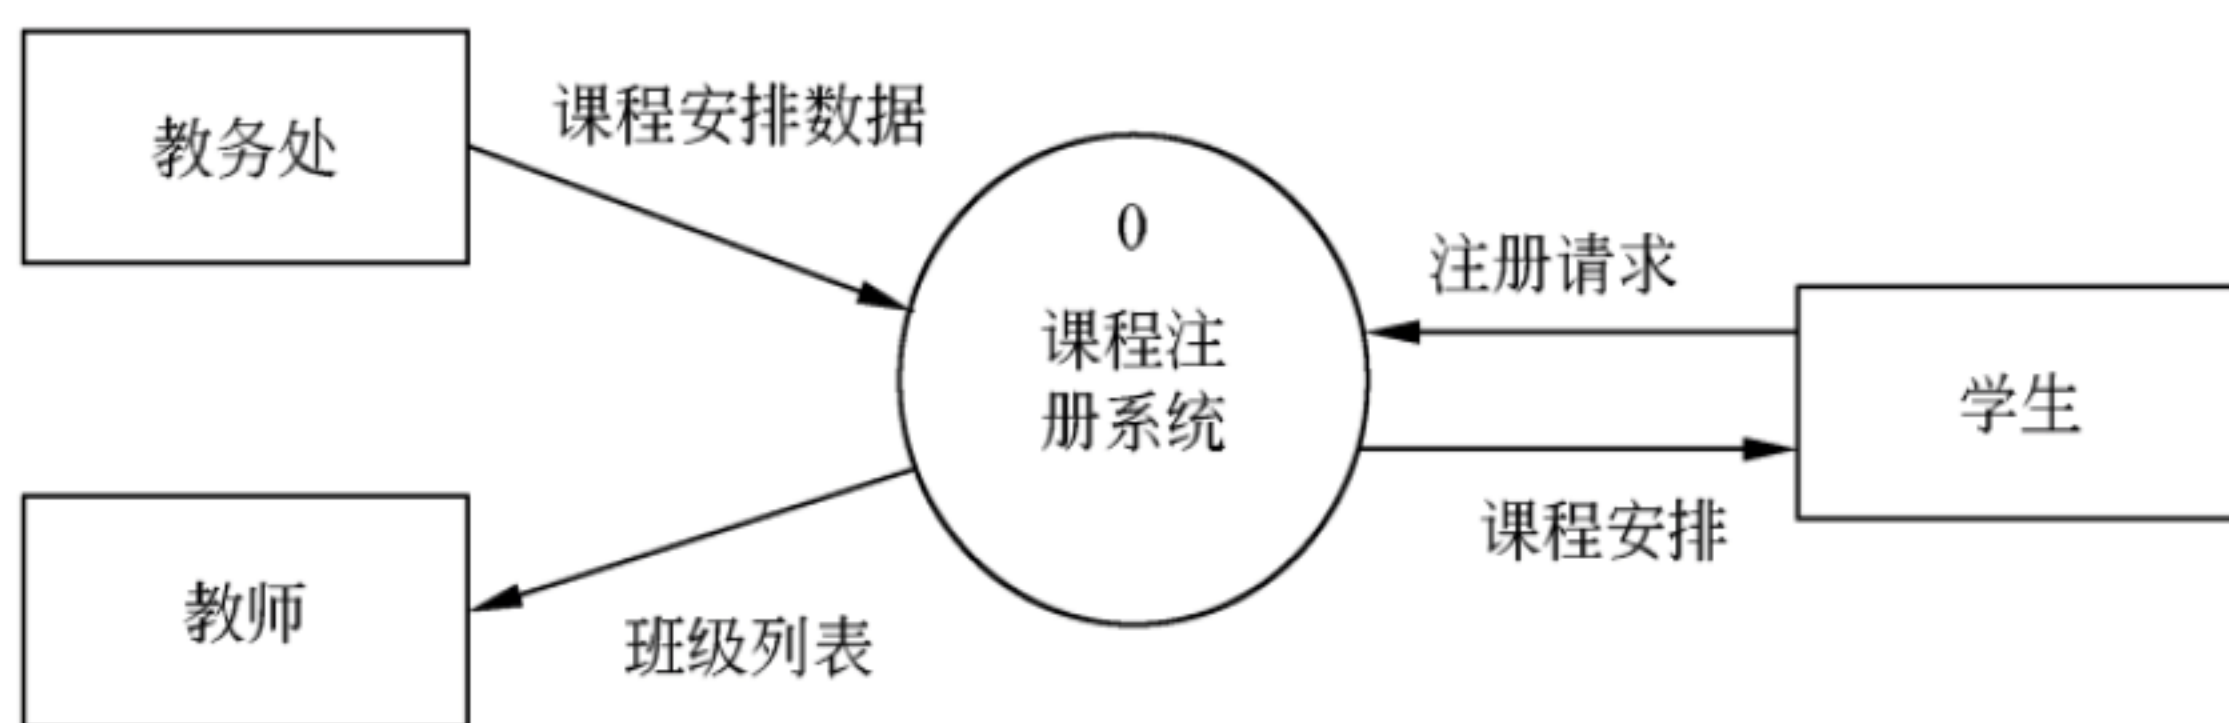 教务处
课程安排数据
0
课程注
册系统
注册请求
学生
课程安排
教师
班级列表